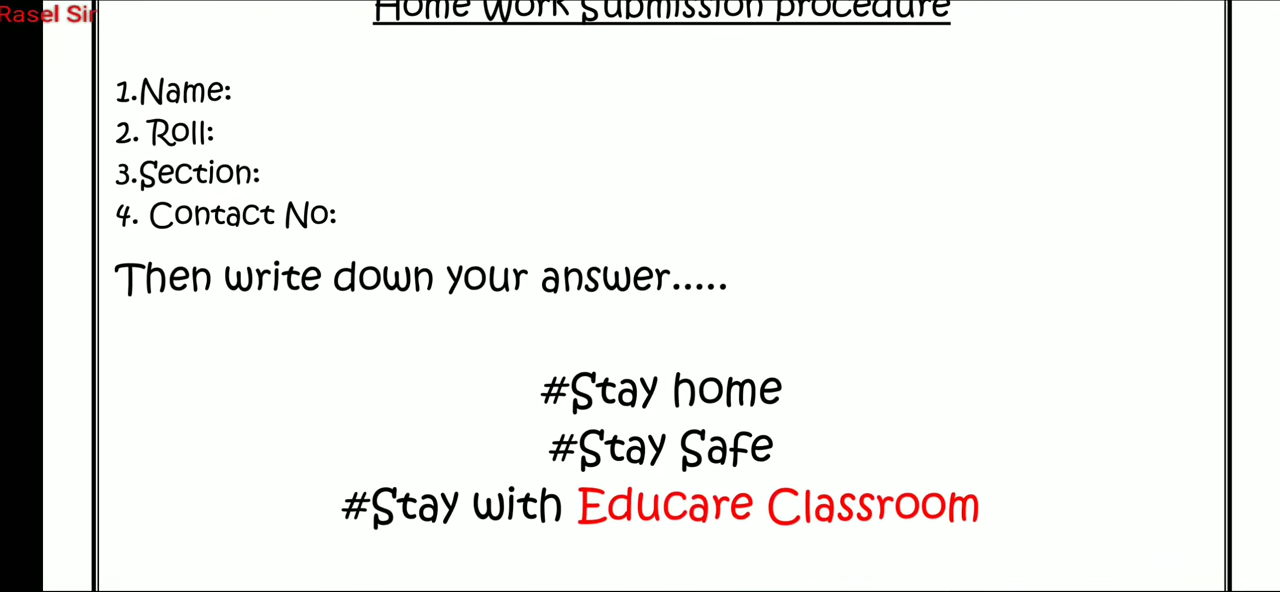 Rasel Sir
Home Work Submission procedure
1.Name:
2. Roll:
3.Section:
4. Contact No:
Then write down your answer.....
#Stay home
#Stay Safe
#Stay with Educare Classroom